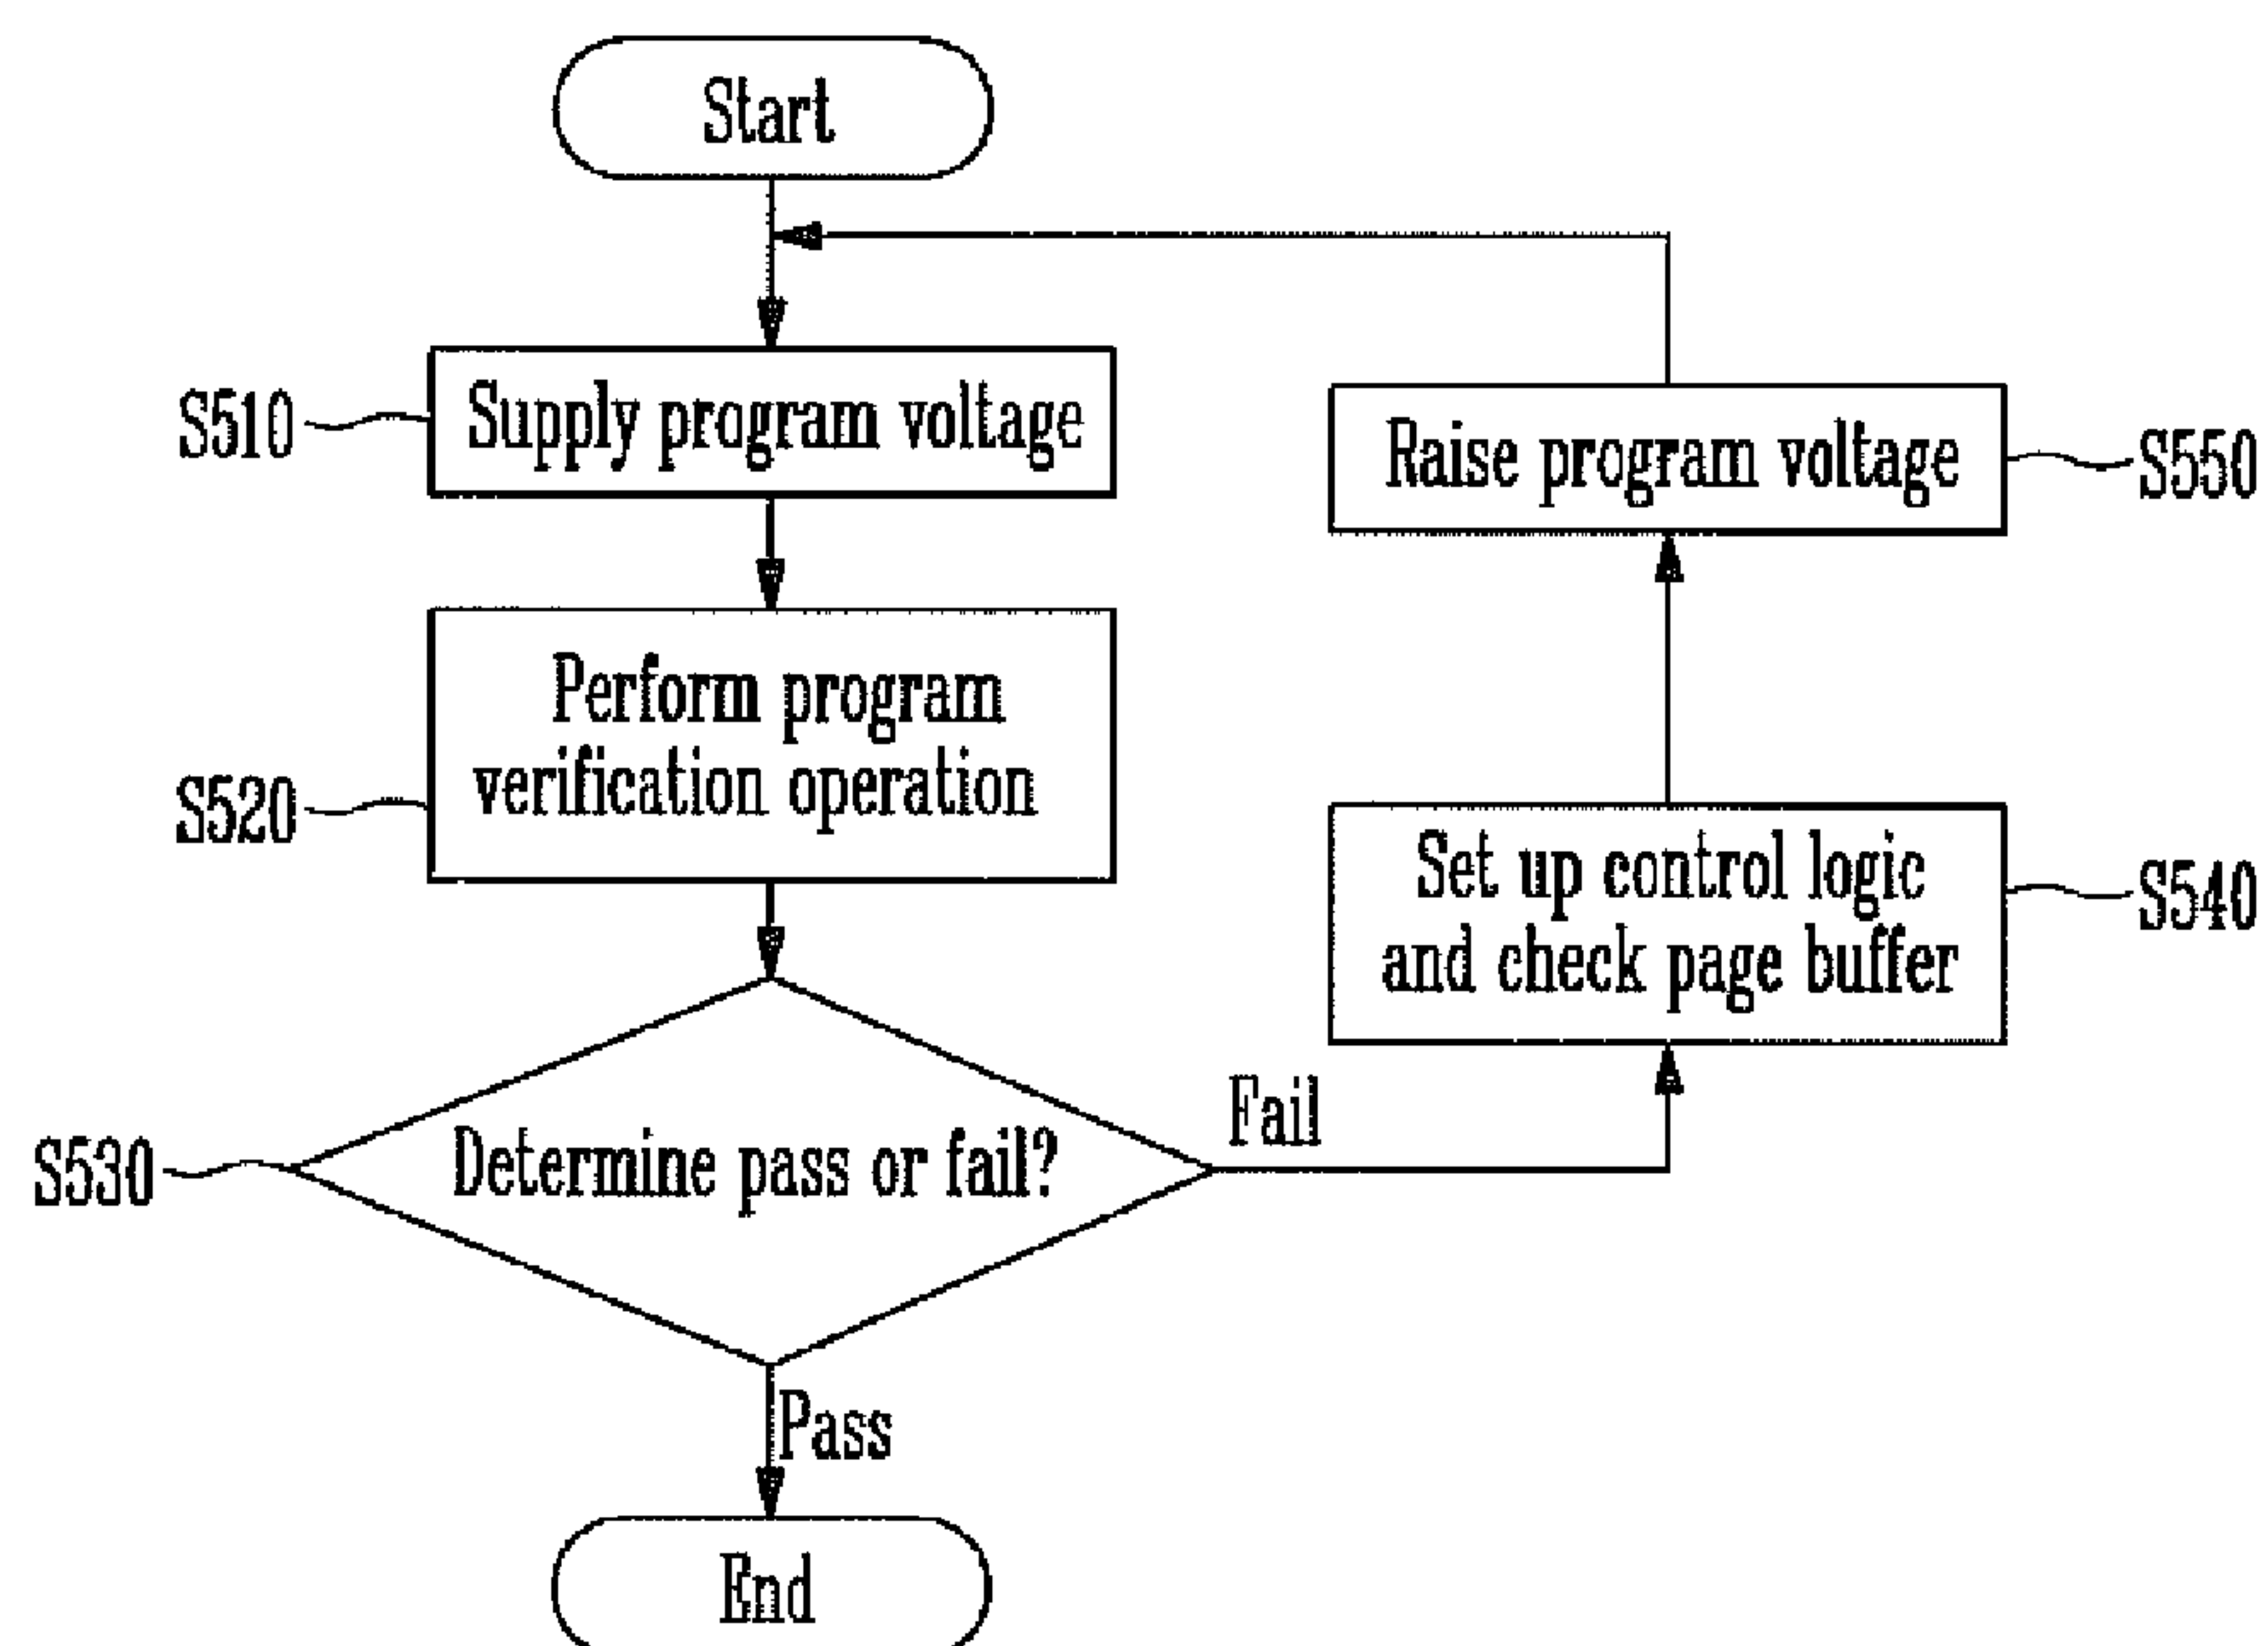 Start
S510
Supply program voltage
Raise program voltage
S550
Perform program
verification operation
S520
Set up control logic
and check page buffer
S540
Fail
S530
Determine pass or fail?
Pass
End